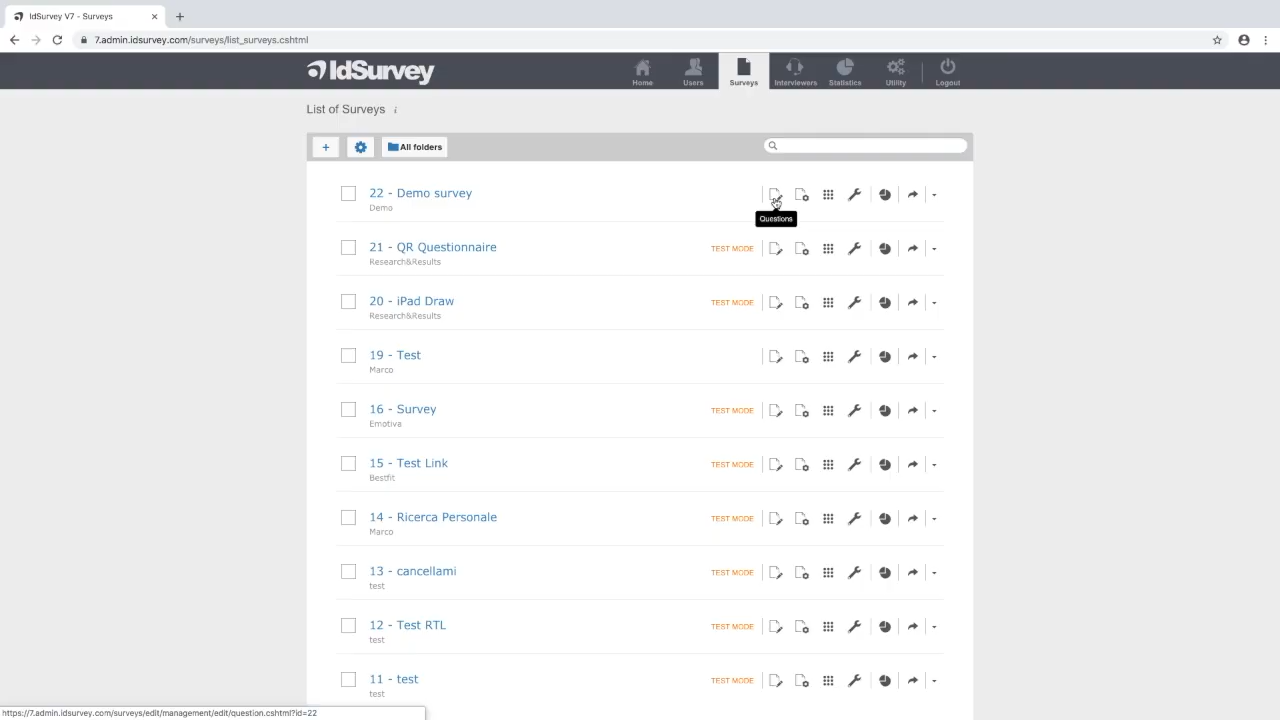 IdSurvey V7 - Surveys
7.admin.idsurvey.com/surveys/list_surveys.cshtml
IdSurvey
Home
Users
Surveys
Interviewers
Statistics
Utility
Logout
List of Surveys i
+
All folders
22 - Demo survey
Demo
Questions
21 - QR Questionnaire
Research&Results
TEST MODE
20 - iPad Draw
Research&Results
TEST MODE
19 - Test
Marco
16 - Survey
Emotiva
TEST MODE
15 - Test Link
Bestfit
TEST MODE
14 - Ricerca Personale
Marco
TEST MODE
13 - cancellami
test
TEST MODE
12 - Test RTL
test
TEST MODE
11 - test
test
TEST MODE
https://7.admin.idsurvey.com/surveys/edit/management/edit/question.cshtml?id=22